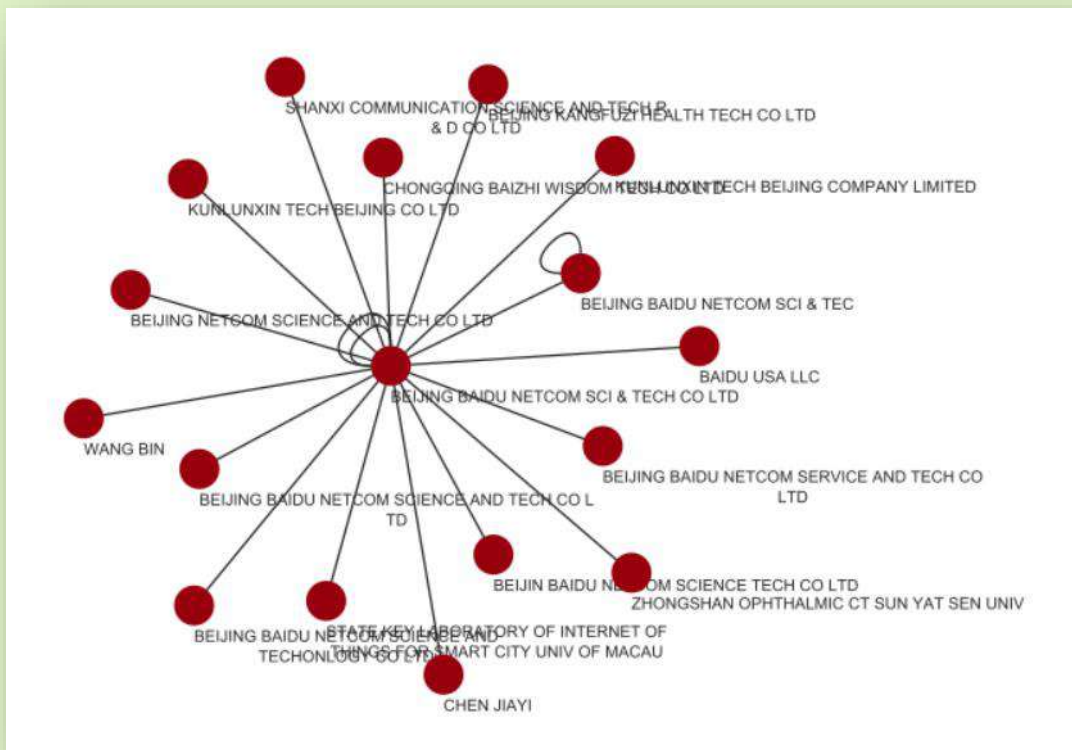 SHANXI COMMUNICATION SCIENCE AND TECH R
& D CO LTD
BEIJING KANGFUZI HEALTH TECH CO LTD
CHONGQING BAIZHI WISDOM TECH CO LTD
KUNLUNXIN TECH BEIJING COMPANY LIMITED
KUNLUNXIN TECH BEIJING CO LTD
BEIJING BAIDU NETCOM SCI & TEC
BEIJING NETCOM SCIENCE AND TECH CO LTD
BAIDU USA LLC
BEIJING BAIDU NETCOM SCI & TECH CO LTD
WANG BIN
BEIJING BAIDU NETCOM SERVICE AND TECH CO
LTD
BEIJING BAIDU NETCOM SCIENCE AND TECH CO L
TD
BEIJIN BAIDU NETCOM SCIENCE TECH CO LTD
ZHONGSHAN OPHTHALMIC CT SUN YAT SEN UNIV
BEIJING BAIDU NETCOM SCIENCE AND
TECHONLOGY CO LTD
STATE KEY LABORATORY OF INTERNET OF
THINGS FOR SMART CITY UNIV OF MACAU
CHEN JIAYI